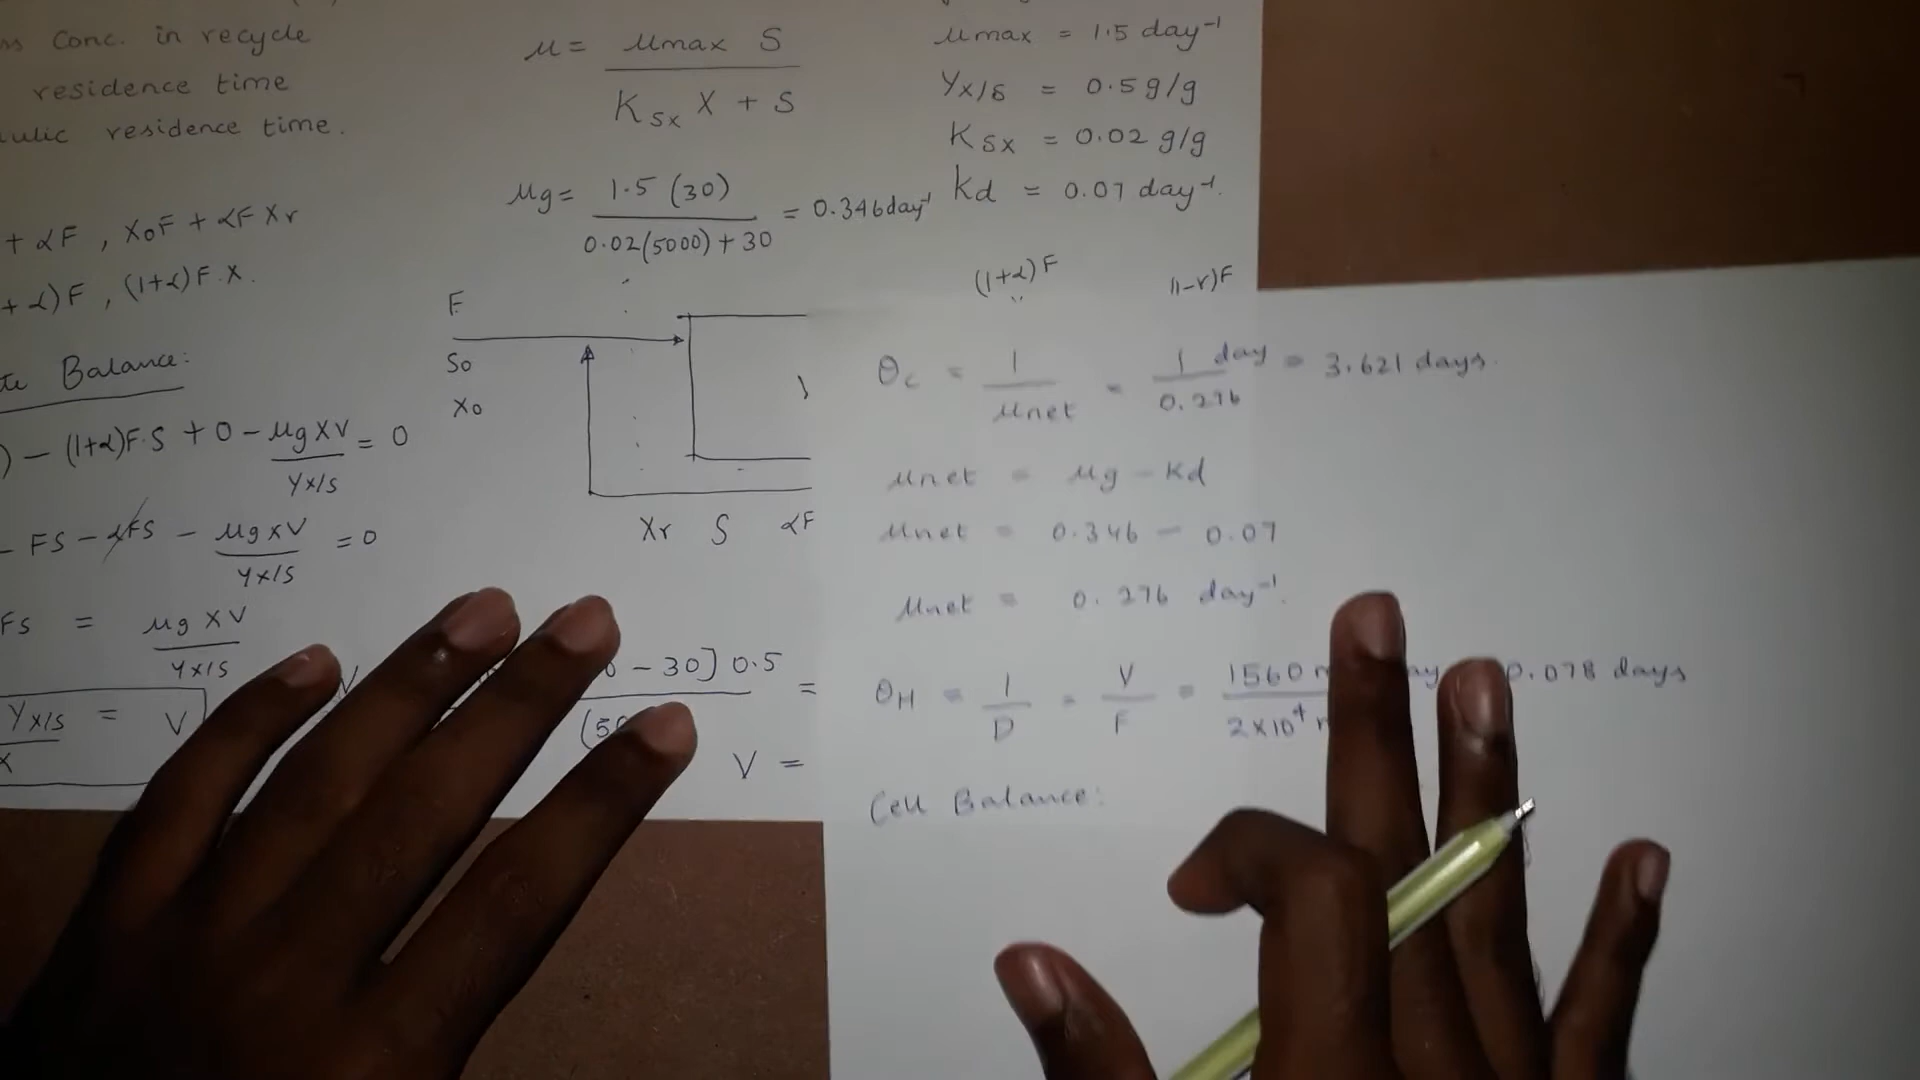 ss Conc. in recycle
residence time
aulic residence time.
+ αF , X₀F + αF Xr
+ α)F , (1+α)F.X.
te Balance:
) − (1+α)F.S + 0 − μg XV / Yx/s = 0
− FS − αFS − μg XV / Yx/s = 0
FS = μg XV / Yx/s
Yx/s = V
X
μ = μmax S / Ksx X + S
μg = 1.5 (30) / 0.02(5000) + 30 = 0.346 day⁻¹
F
S₀
X₀
Xr S αF
− 30] 0.5 =
V =
μmax = 1.5 day⁻¹
Yx/s = 0.5 g/g
Ksx = 0.02 g/g
kd = 0.07 day⁻¹.
(1+α)F
(1−r)F
θc = 1 / μnet = 1 day / 0.276 = 3.621 days.
μnet = μg − kd
μnet = 0.346 − 0.07
μnet = 0.276 day⁻¹.
θH = 1 / D = V / F = 1560 / 2×10⁴ 0.078 days
Cell Balance: